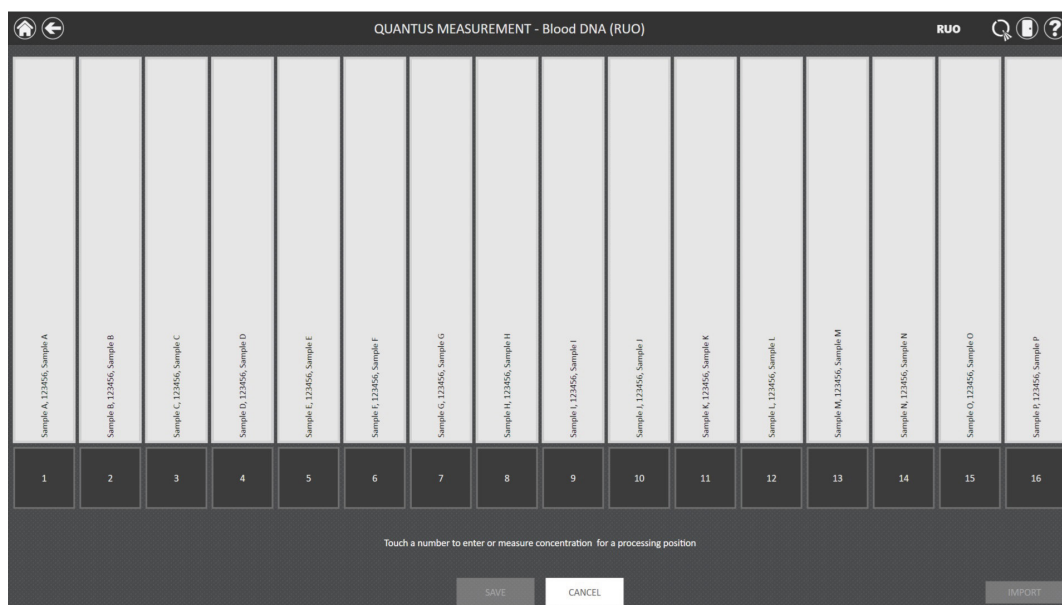 QUANTUS MEASUREMENT - Blood DNA (RUO)
RUO
?
Sample A, 123456, Sample A
Sample B, 123456, Sample B
Sample C, 123456, Sample C
Sample D, 123456, Sample D
Sample E, 123456, Sample E
Sample F, 123456, Sample F
Sample G, 123456, Sample G
Sample H, 123456, Sample H
Sample I, 123456, Sample I
Sample J, 123456, Sample J
Sample K, 123456, Sample K
Sample L, 123456, Sample L
Sample M, 123456, Sample M
Sample N, 123456, Sample N
Sample O, 123456, Sample O
Sample P, 123456, Sample P
1 2 3 4 5 6 7 8 9 10 11 12 13 14 15 16
Touch a number to enter or measure concentration for a processing position
SAVE CANCEL IMPORT